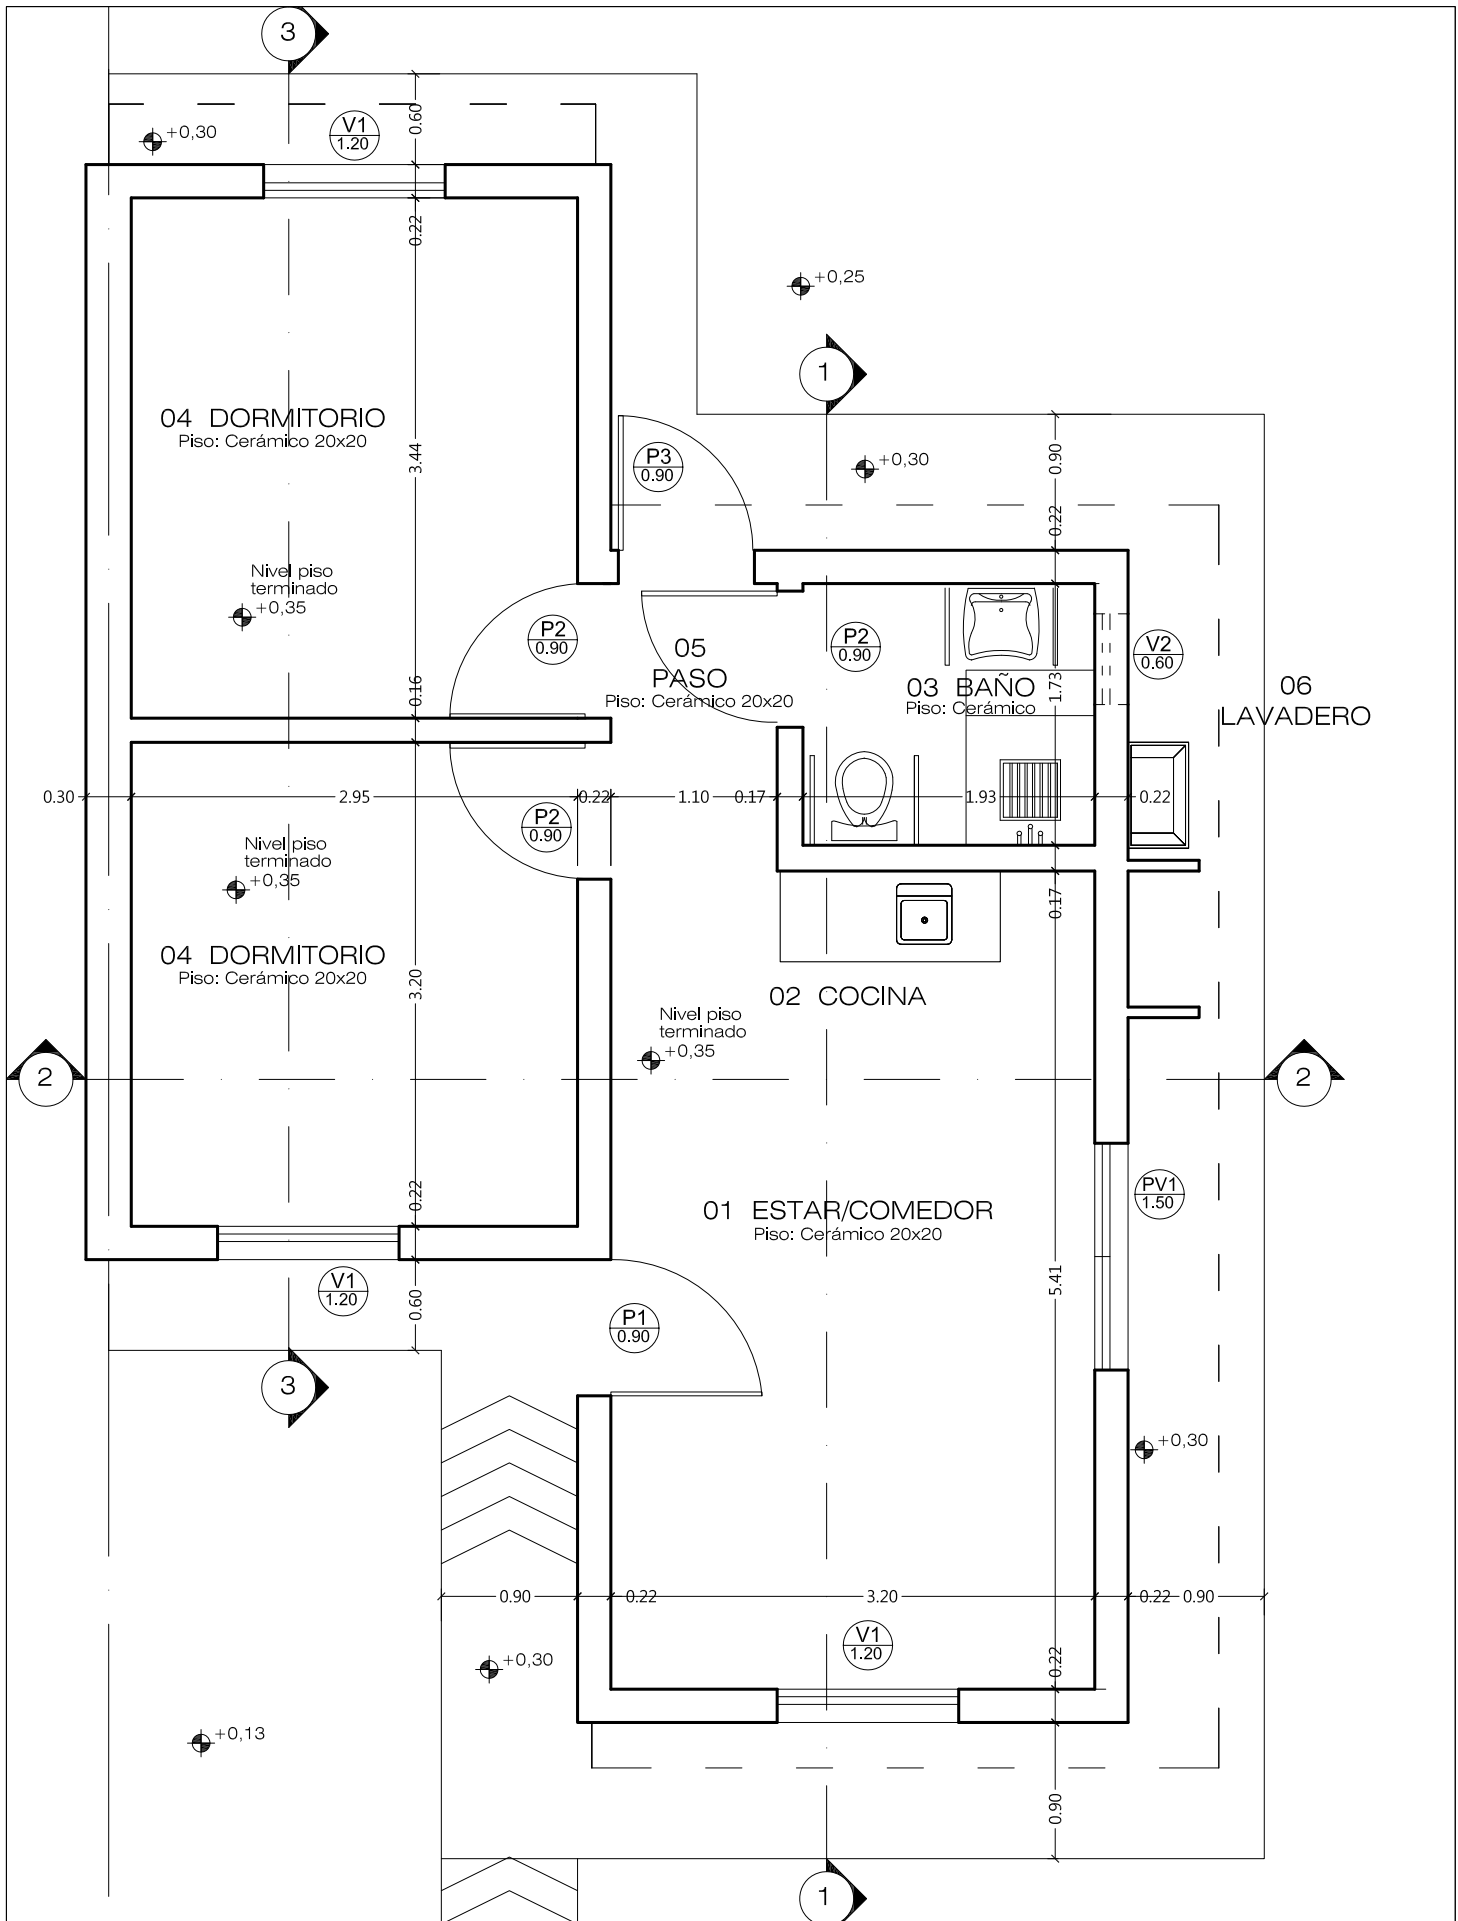 3
0.60
V1
1.20
+0,30
0.22
+0,25
1
04 DORMITORIO
Piso: Cerámico 20x20
3.44
P3
0.90
+0,30
0.90
0.22
Nivel piso
terminado
+0,35
P2
0.90
05
PASO
Piso: Cerámico 20x20
P2
0.90
03 BAÑO
Piso: Cerámico
1.73
V2
0.60
06
LAVADERO
0.16
0.30
2.95
0.22
1.10
0.17
1.93
0.22
P2
0.90
Nivel piso
terminado
+0,35
0.17
04 DORMITORIO
Piso: Cerámico 20x20
3.20
02 COCINA
Nivel piso
terminado
+0,35
2
2
0.22
01 ESTAR/COMEDOR
Piso: Cerámico 20x20
PV1
1.50
V1
1.20
0.60
P1
0.90
5.41
3
+0,30
0.90
0.22
3.20
0.22
0.90
V1
1.20
0.22
+0,30
+0,13
0.90
1